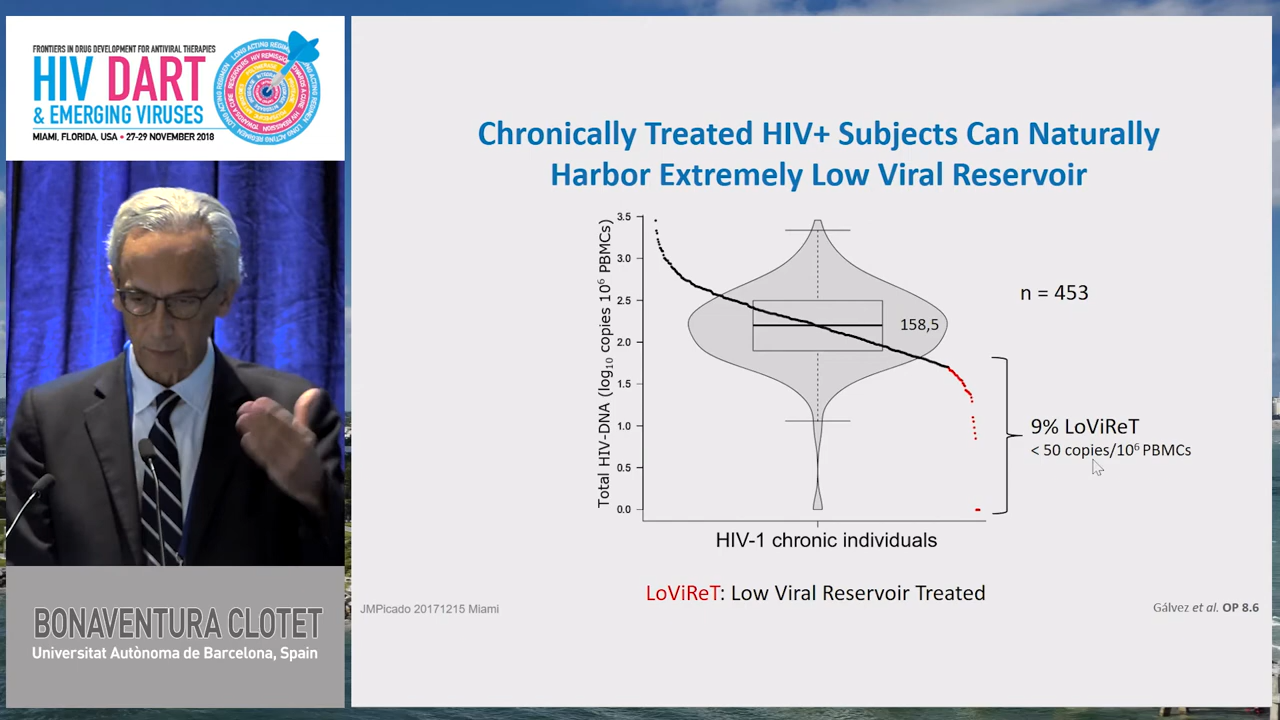 FRONTIERS IN DRUG DEVELOPMENT FOR ANTIVIRAL THERAPIES
HIV DART
& EMERGING VIRUSES
MIAMI, FLORIDA, USA • 27-29 NOVEMBER 2018
Chronically Treated HIV+ Subjects Can Naturally
Harbor Extremely Low Viral Reservoir
Total HIV-DNA (log10 copies 10⁶ PBMCs)
3.5
3.0
2.5
2.0
1.5
1.0
0.5
0.0
158,5
n = 453
9% LoViReT
< 50 copies/10⁶ PBMCs
HIV-1 chronic individuals
LoViReT: Low Viral Reservoir Treated
JMPicado 20171215 Miami
Gálvez et al. OP 8.6
BONAVENTURA CLOTET
Universitat Autònoma de Barcelona, Spain